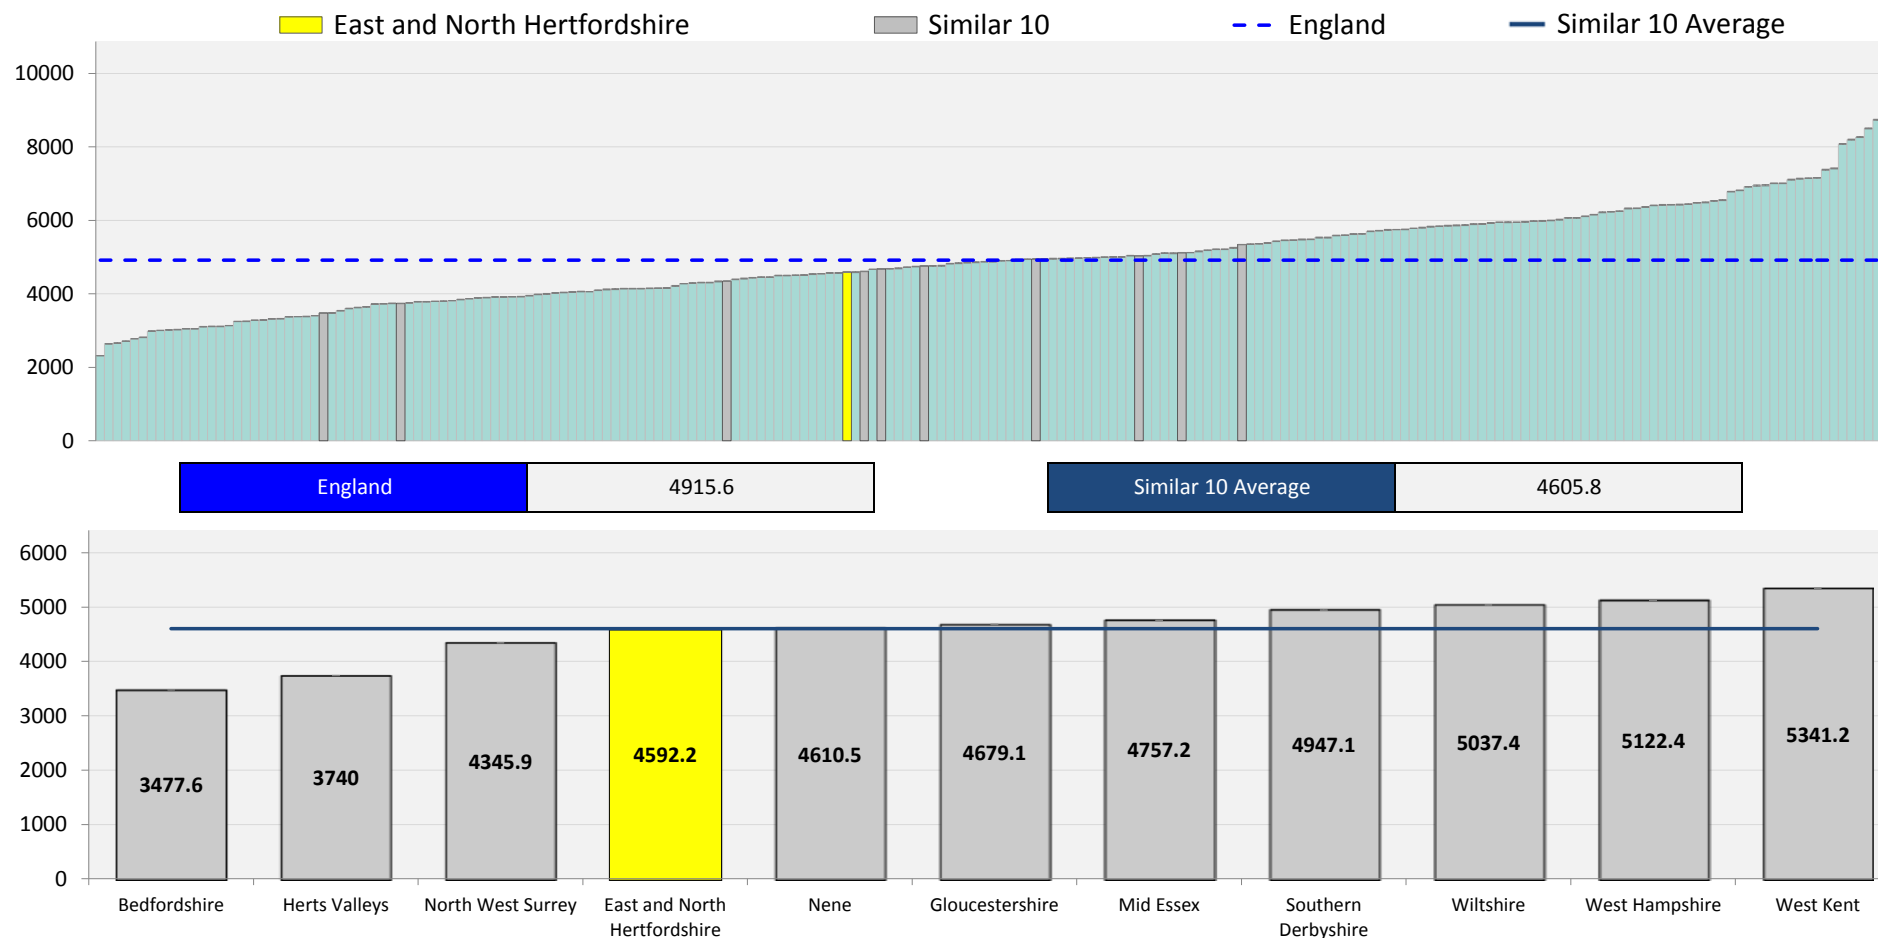 East and North Hertfordshire Similar 10 England Similar 10 Average
10000
8000
6000
4000
2000
0
England 4915.6 Similar 10 Average 4605.8
6000
5000
4000
3000
2000
1000
0
3477.6 3740 4345.9 4592.2 4610.5 4679.1 4757.2 4947.1 5037.4 5122.4 5341.2
Bedfordshire Herts Valleys North West Surrey East and North Nene Gloucestershire Mid Essex Southern Wiltshire West Hampshire West Kent
Hertfordshire Derbyshire